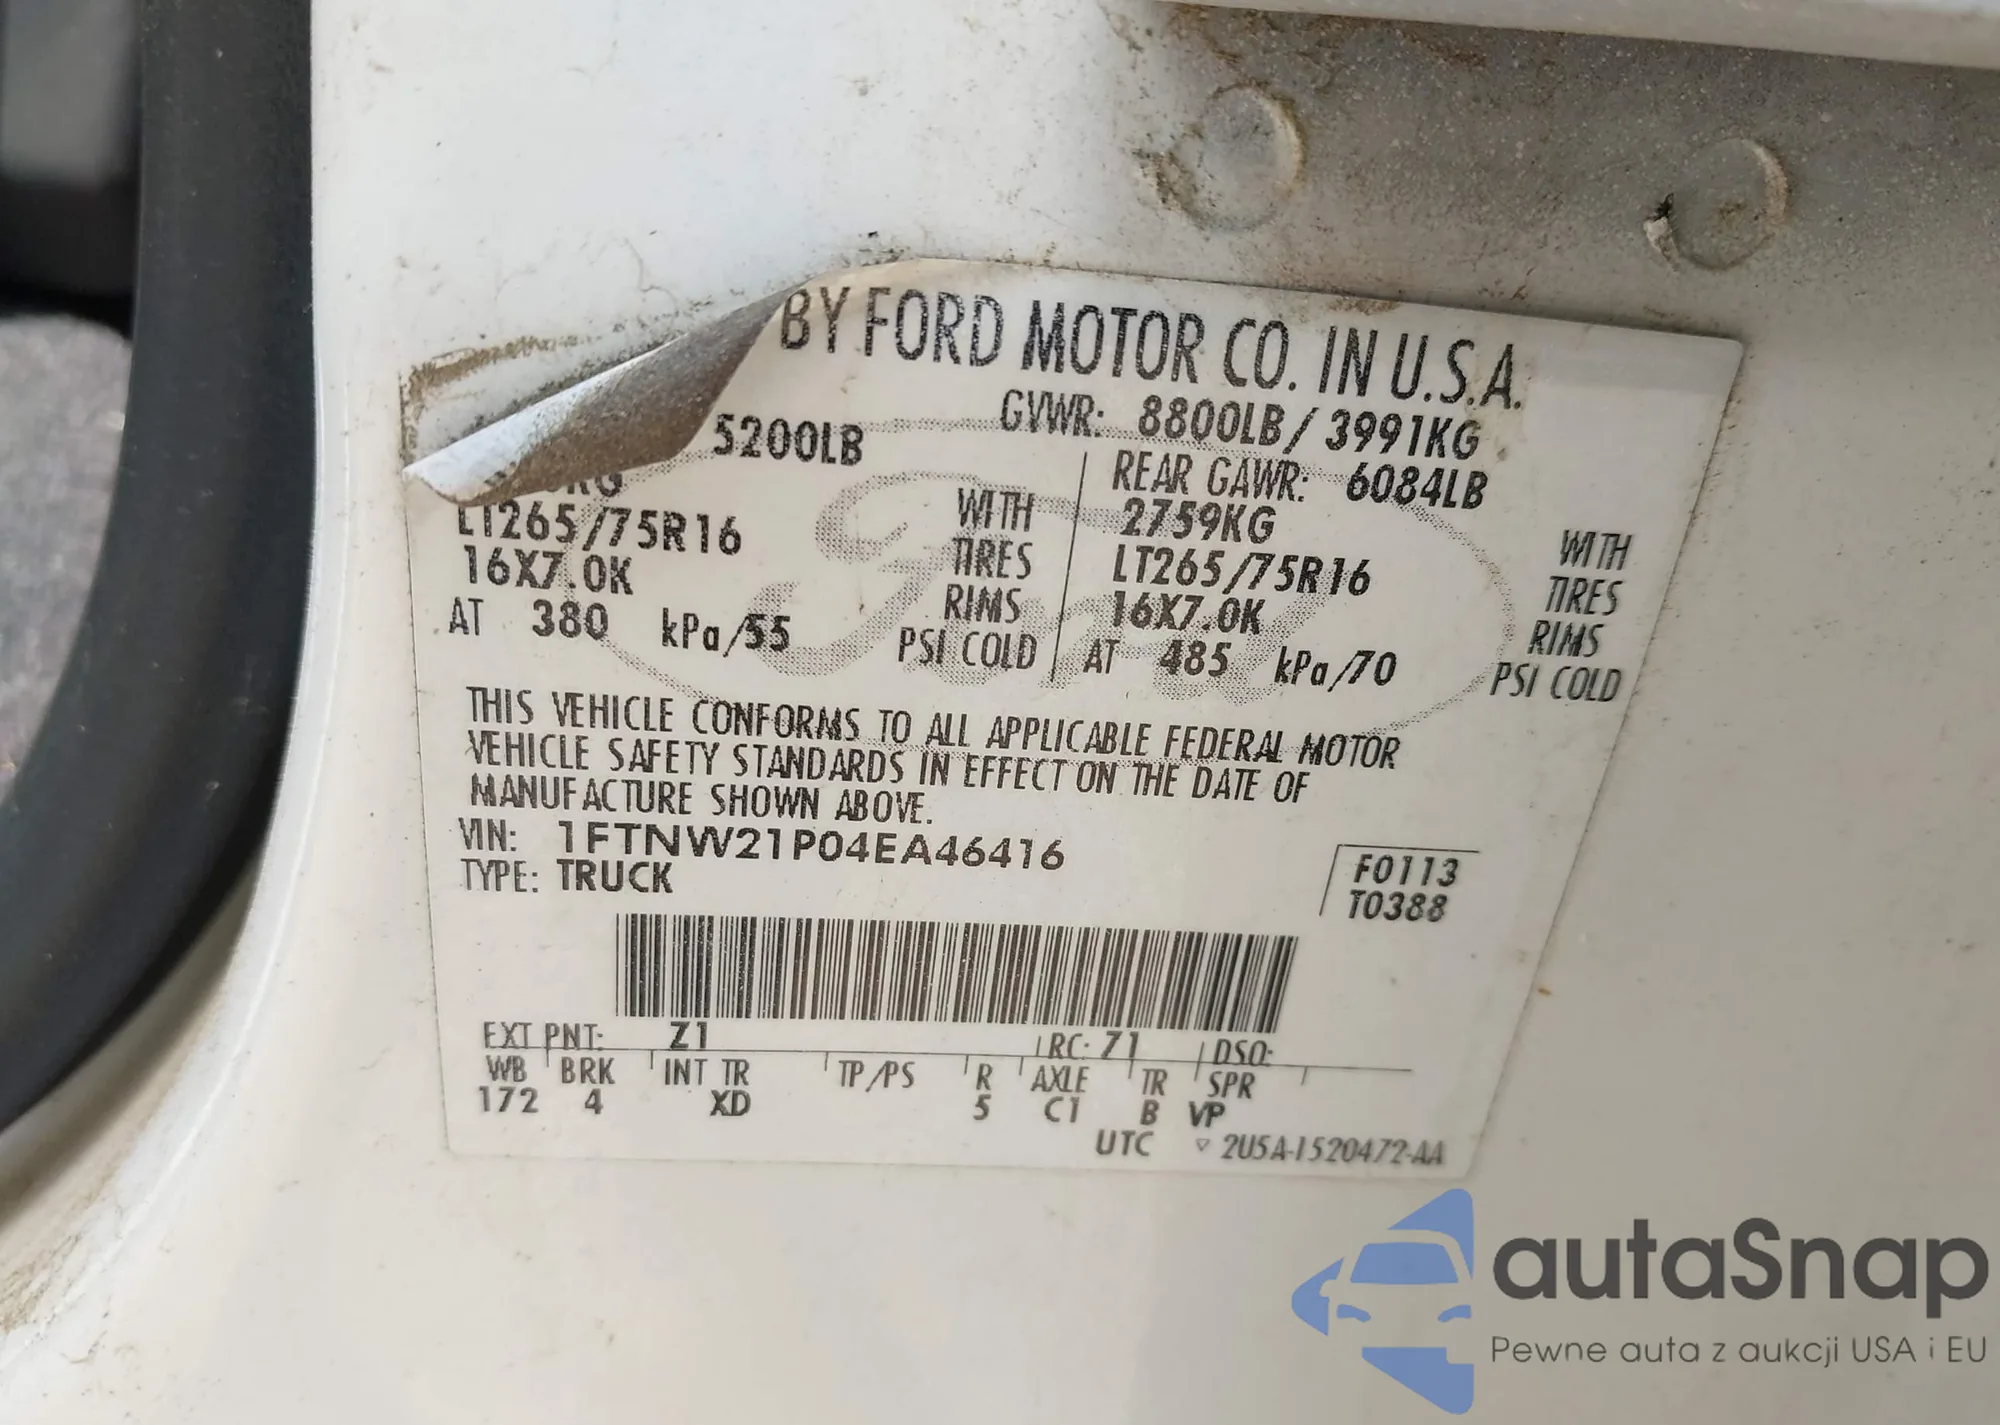 BY FORD MOTOR CO. IN U.S.A.
GVWR: 8800LB / 3991KG
5200LB
REAR GAWR: 6084LB
KG WITH
2759KG WITH
LT265/75R16 TIRES
LT265/75R16 TIRES
16X7.0K RIMS
16X7.0K RIMS
AT 380 kPa/55 PSI COLD
AT 485 kPa/70 PSI COLD
Ford
THIS VEHICLE CONFORMS TO ALL APPLICABLE FEDERAL MOTOR
VEHICLE SAFETY STANDARDS IN EFFECT ON THE DATE OF
MANUFACTURE SHOWN ABOVE.
VIN: 1FTNW21P04EA46416
TYPE: TRUCK
F0113
T0388
EXT PNT: Z1 RC: 71 DSO:
WB BRK INT TR TP/PS R AXLE TR SPR
172 4 XD 5 C1 B VP
UTC ▽ 2U5A-1520472-AA
autaSnap
Pewne auta z aukcji USA i EU